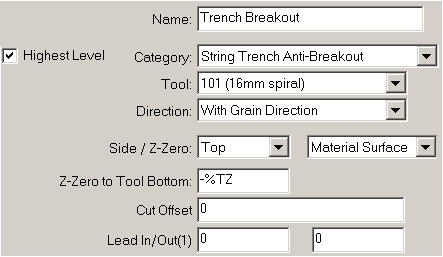 Name: Trench Breakout
Highest Level Category: String Trench Anti-Breakout
Tool: 101 (16mm spiral)
Direction: With Grain Direction
Side / Z-Zero: Top Material Surface
Z-Zero to Tool Bottom: -%TZ
Cut Offset 0
Lead In/Out(1) 0 0